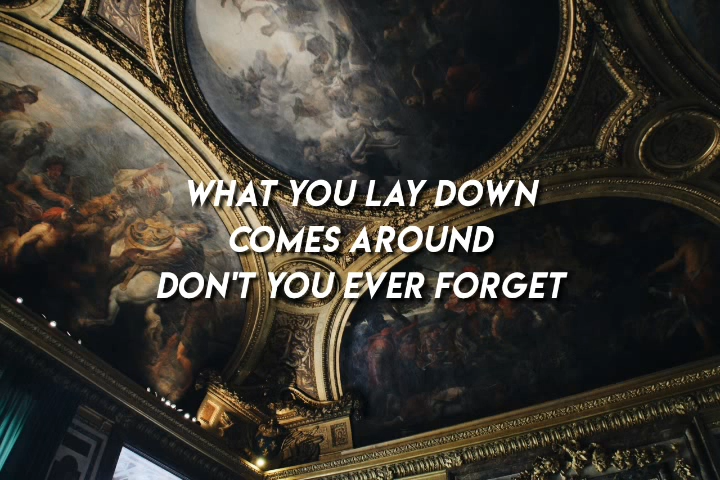 WHAT YOU LAY DOWN
COMES AROUND
DON'T YOU EVER FORGET